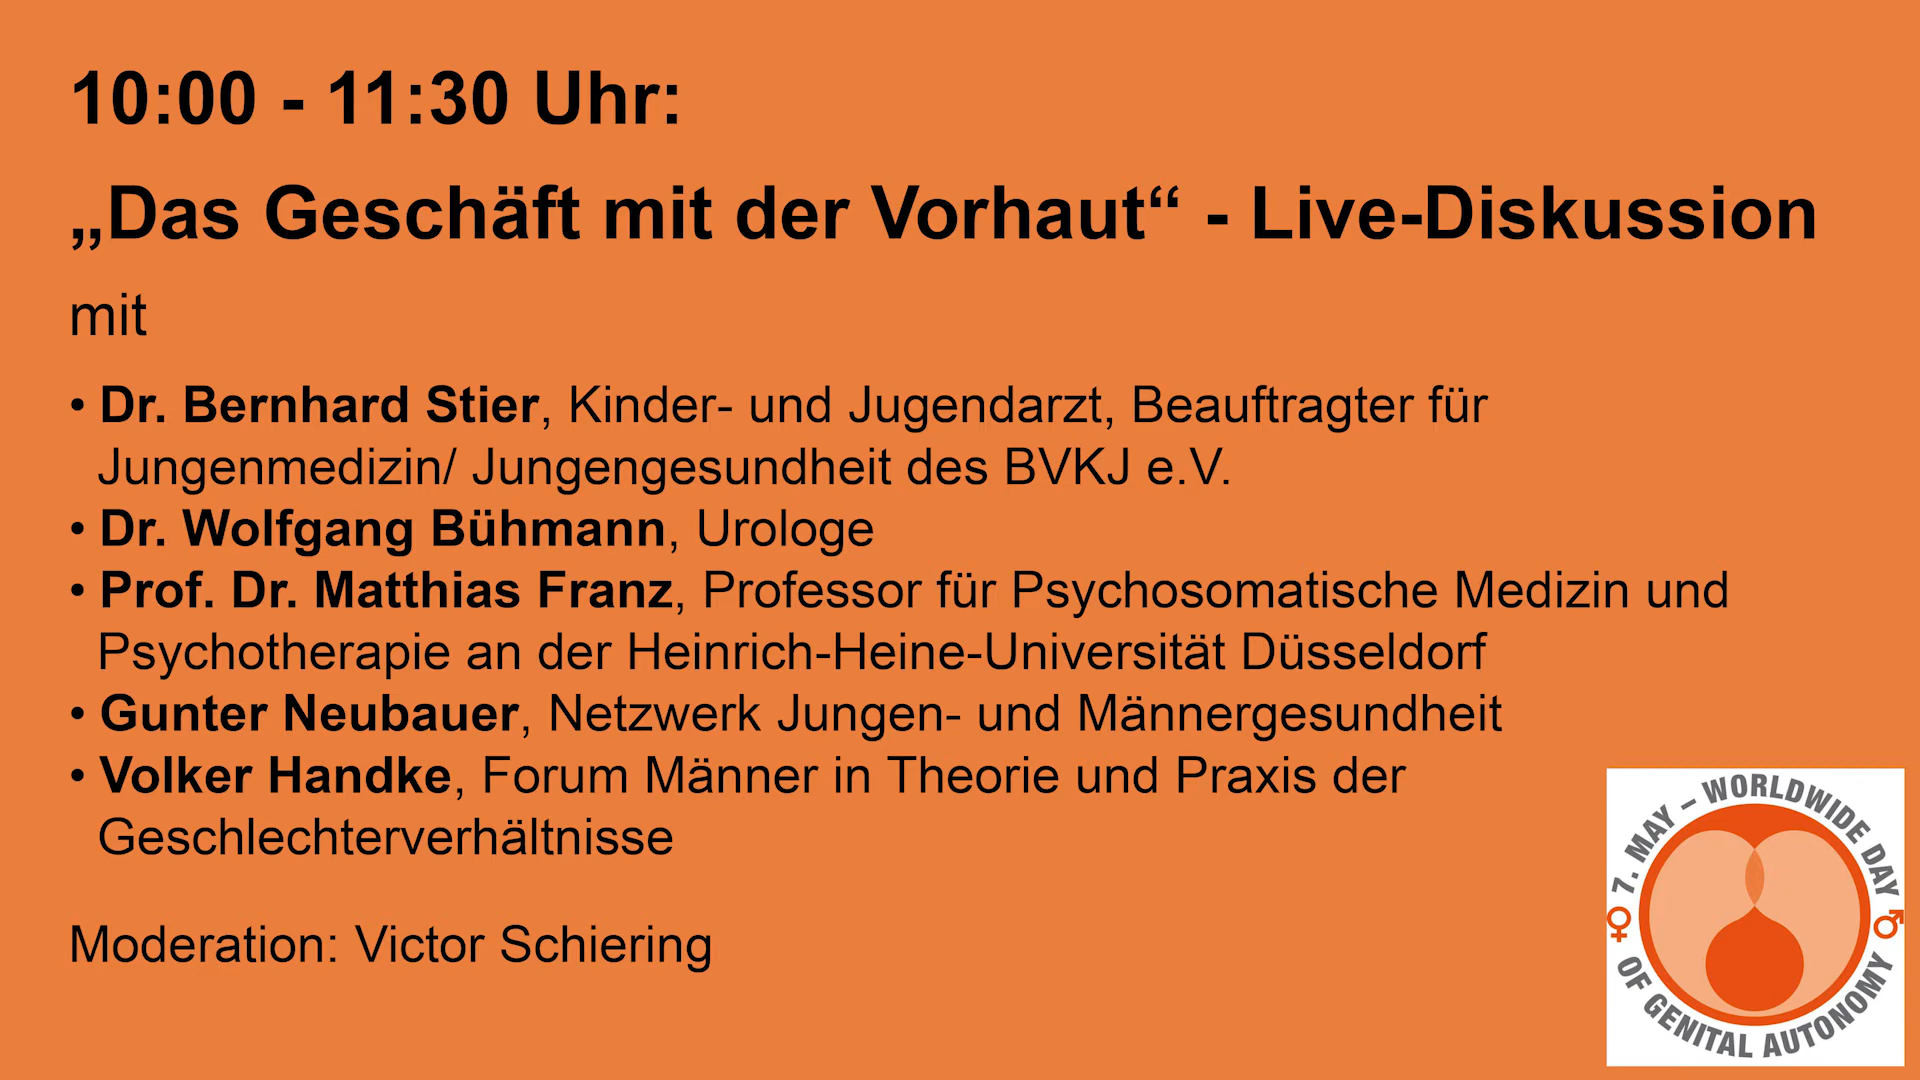 10:00 - 11:30 Uhr:
„Das Geschäft mit der Vorhaut“ - Live-Diskussion
mit
• Dr. Bernhard Stier, Kinder- und Jugendarzt, Beauftragter für
Jungenmedizin/ Jungengesundheit des BVKJ e.V.
• Dr. Wolfgang Bühmann, Urologe
• Prof. Dr. Matthias Franz, Professor für Psychosomatische Medizin und
Psychotherapie an der Heinrich-Heine-Universität Düsseldorf
• Gunter Neubauer, Netzwerk Jungen- und Männergesundheit
• Volker Handke, Forum Männer in Theorie und Praxis der
Geschlechterverhältnisse
Moderation: Victor Schiering
7. MAY – WORLDWIDE DAY
OF GENITAL AUTONOMY